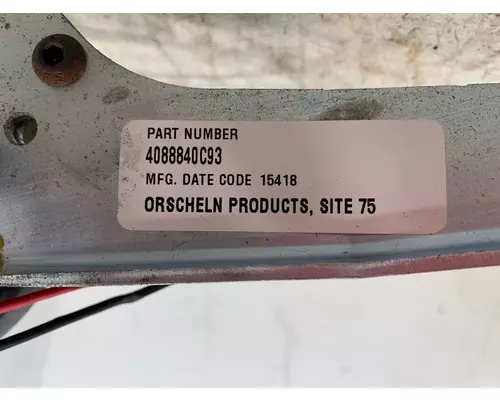 PART NUMBER
4088840C93
MFG. DATE CODE 15418
ORSCHELN PRODUCTS, SITE 75